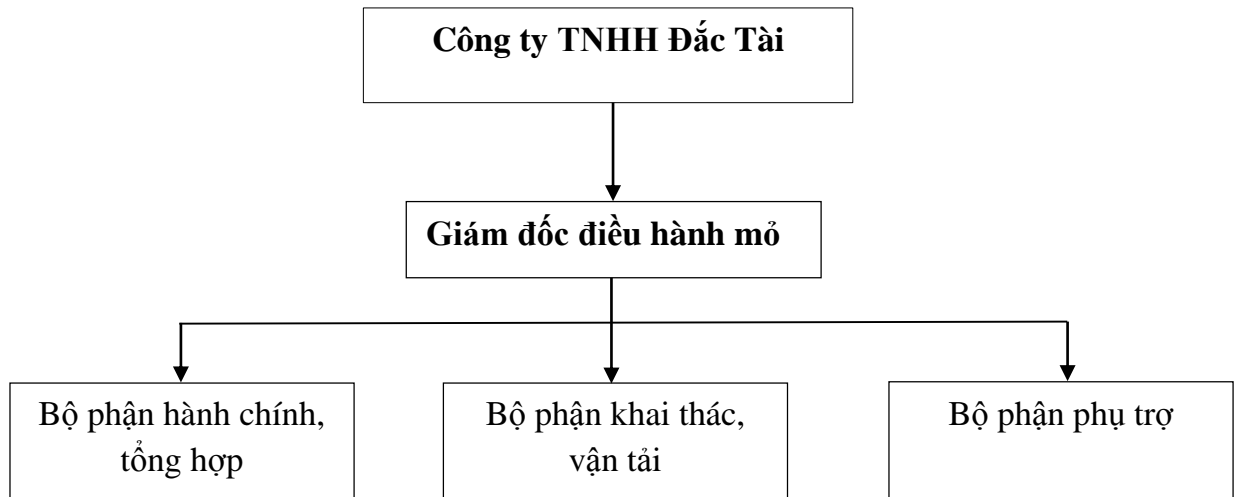 Công ty TNHH Đắc Tài
Giám đốc điều hành mỏ
Bộ phận hành chính,
tổng hợp
Bộ phận khai thác,
vận tải
Bộ phận phụ trợ